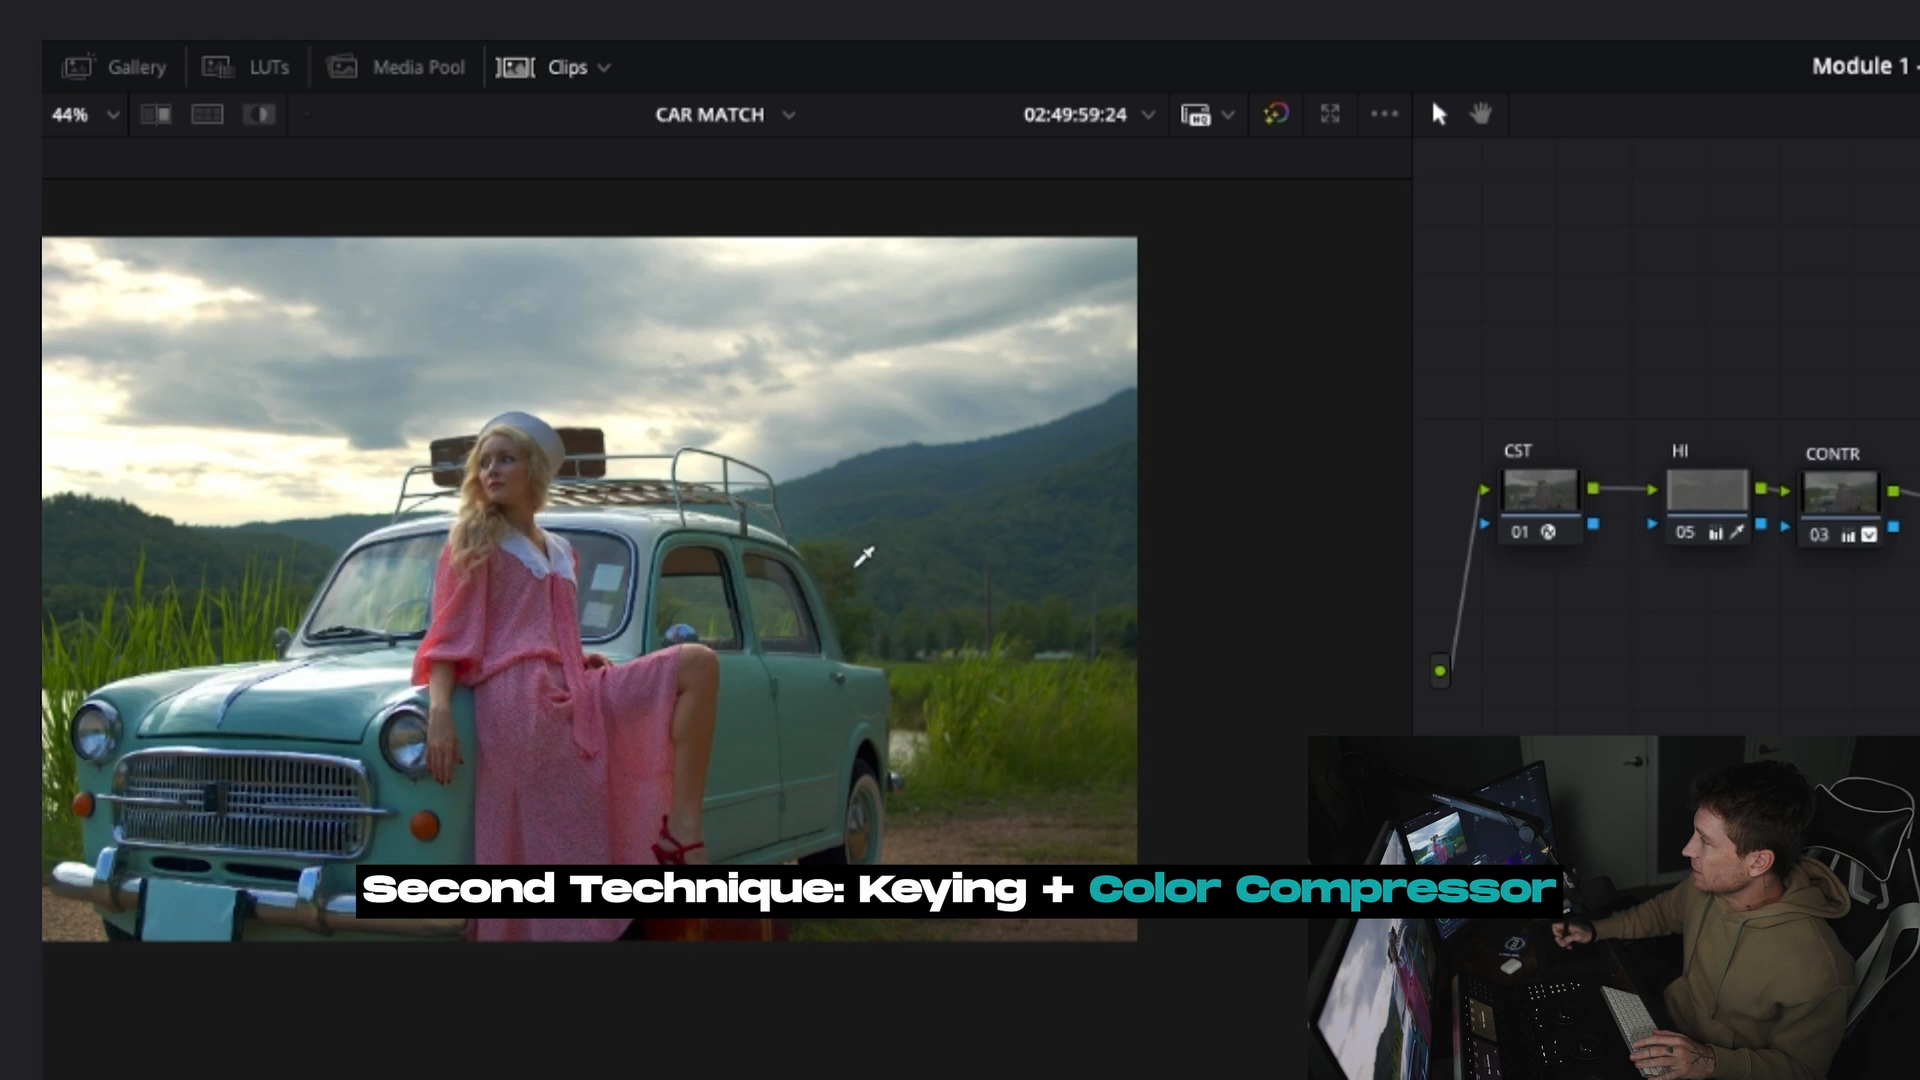 Gallery LUTs Media Pool Clips Module 1 -
44% CAR MATCH 02:49:59:24 HQ
CST HI CONTR
01 05 03
Second Technique: Keying + Color Compressor